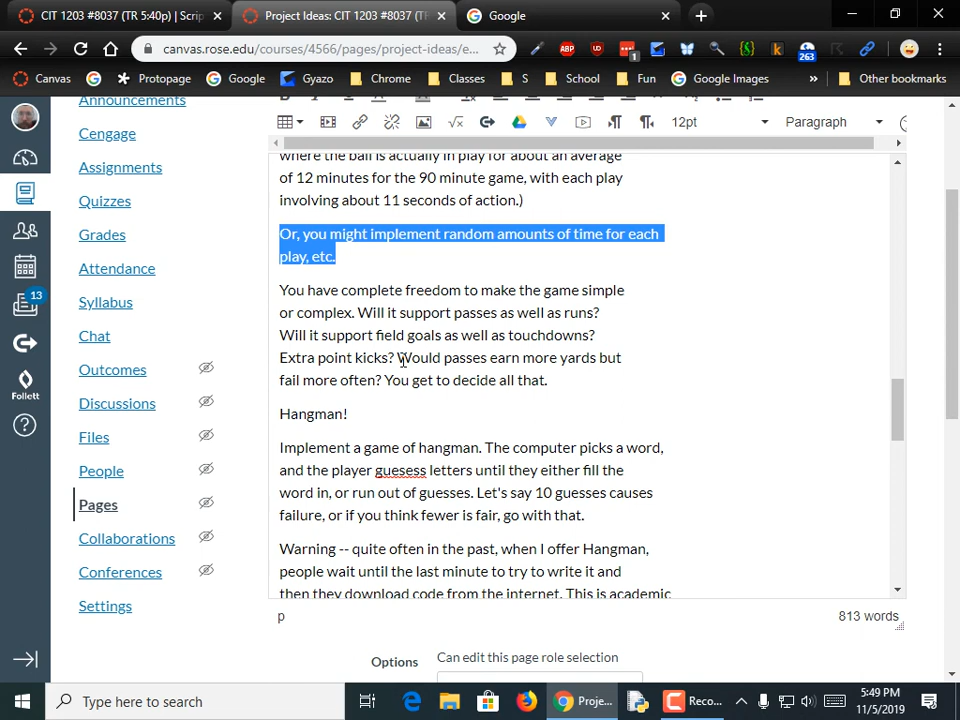 CIT 1203 #8037 (TR 5:40p) | Scrip
Project Ideas: CIT 1203 #8037 (TF
Google
canvas.rose.edu/courses/4566/pages/project-ideas/e...
ABP
1
263
Canvas
Protopage
Google
Gyazo
Chrome
Classes
S
School
Fun
Google Images
»
Other bookmarks
Announcements
Cengage
Assignments
Quizzes
Grades
Attendance
Syllabus
Chat
Outcomes
Discussions
Files
People
Pages
Collaborations
Conferences
Settings
13
Follett
12pt
Paragraph
where the ball is actually in play for about an average
of 12 minutes for the 90 minute game, with each play
involving about 11 seconds of action.)
Or, you might implement random amounts of time for each
play, etc.
You have complete freedom to make the game simple
or complex. Will it support passes as well as runs?
Will it support field goals as well as touchdowns?
Extra point kicks? Would passes earn more yards but
fail more often? You get to decide all that.
Hangman!
Implement a game of hangman. The computer picks a word,
and the player guesess letters until they either fill the
word in, or run out of guesses. Let's say 10 guesses causes
failure, or if you think fewer is fair, go with that.
Warning -- quite often in the past, when I offer Hangman,
people wait until the last minute to try to write it and
then they download code from the internet. This is academic
p
813 words
Options
Can edit this page role selection
Type here to search
Proje...
Reco...
5:49 PM
11/5/2019